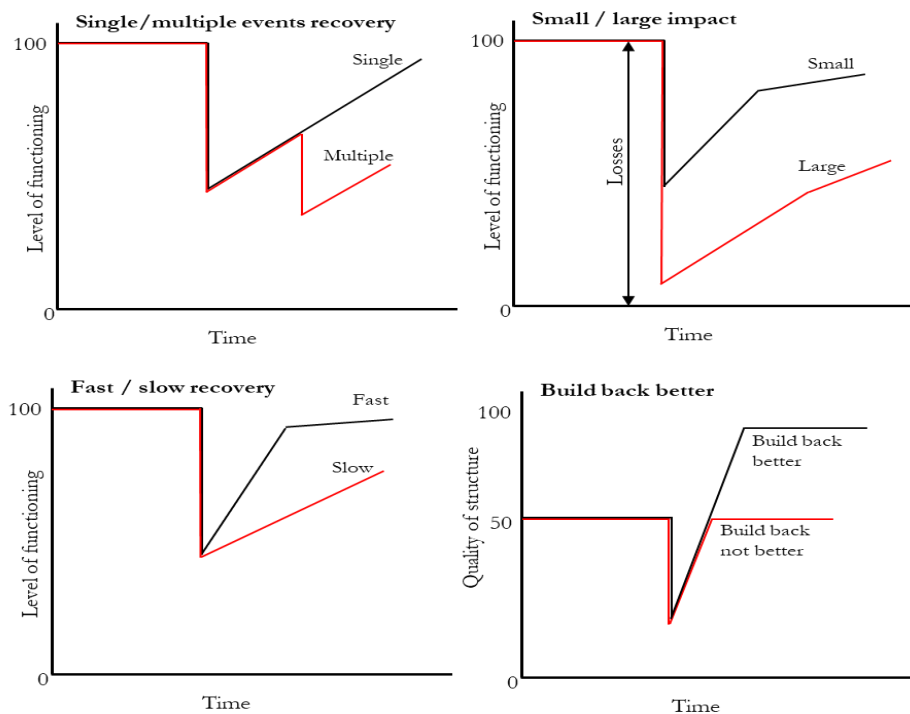 Single/multiple events recovery
100
Level of functioning
Single
Multiple
0
Time
Small / large impact
100
Level of functioning
Losses
Small
Large
0
Time
Fast / slow recovery
100
Level of functioning
Fast
Slow
0
Time
Build back better
100
Quality of structure
50
Build back
better
Build back
not better
0
Time